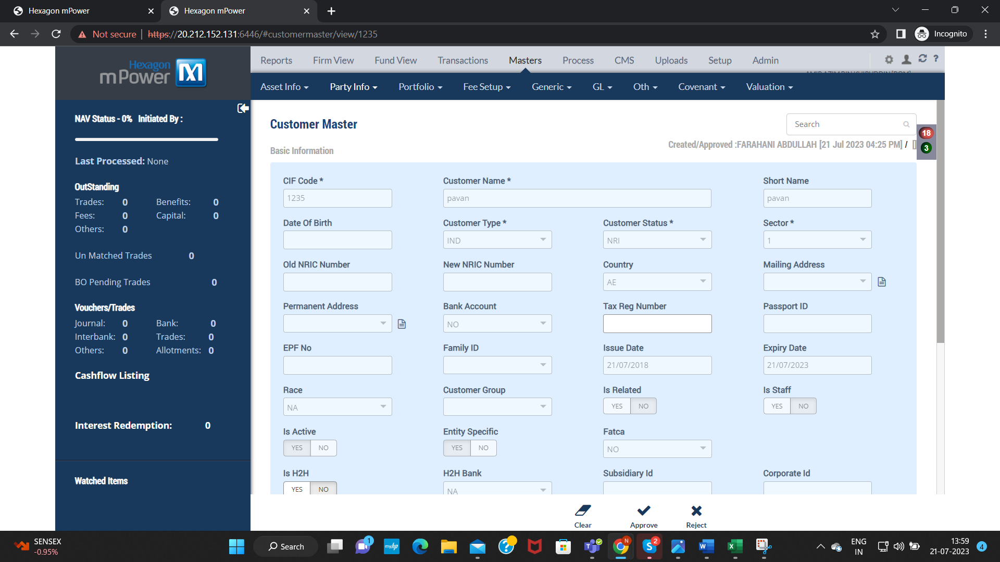 Hexagon mPower
Hexagon mPower
Not secure | https://20.212.152.131:6446/#customermaster/view/1235
Incognito
Hexagon
mPower
Reports Firm View Fund View Transactions Masters Process CMS Uploads Setup Admin
Asset Info Party Info Portfolio Fee Setup Generic GL Oth Covenant Valuation
NAV Status - 0% Initiated By :
Last Processed: None
OutStanding
Trades: 0 Benefits: 0
Fees: 0 Capital: 0
Others: 0
Un Matched Trades 0
BO Pending Trades 0
Vouchers/Trades
Journal: 0 Bank: 0
Interbank: 0 Trades: 0
Others: 0 Allotments: 0
Cashflow Listing
Interest Redemption: 0
Watched Items
Customer Master
Search
18
3
Created/Approved :FARAHANI ABDULLAH [21 Jul 2023 04:25 PM] / []
Basic Information
CIF Code * Customer Name * Short Name
1235 pavan pavan
Date Of Birth Customer Type * Customer Status * Sector *
IND NRI 1
Old NRIC Number New NRIC Number Country Mailing Address
AE
Permanent Address Bank Account Tax Reg Number Passport ID
NO
EPF No Family ID Issue Date Expiry Date
21/07/2018 21/07/2023
Race Customer Group Is Related Is Staff
NA YES NO YES NO
Is Active Entity Specific Fatca
YES NO YES NO NO
Is H2H H2H Bank Subsidiary Id Corporate Id
YES NO NA
Clear Approve Reject
SENSEX
-0.95%
Search
1
myhp
N
2
ENG
IN
13:59
21-07-2023
4